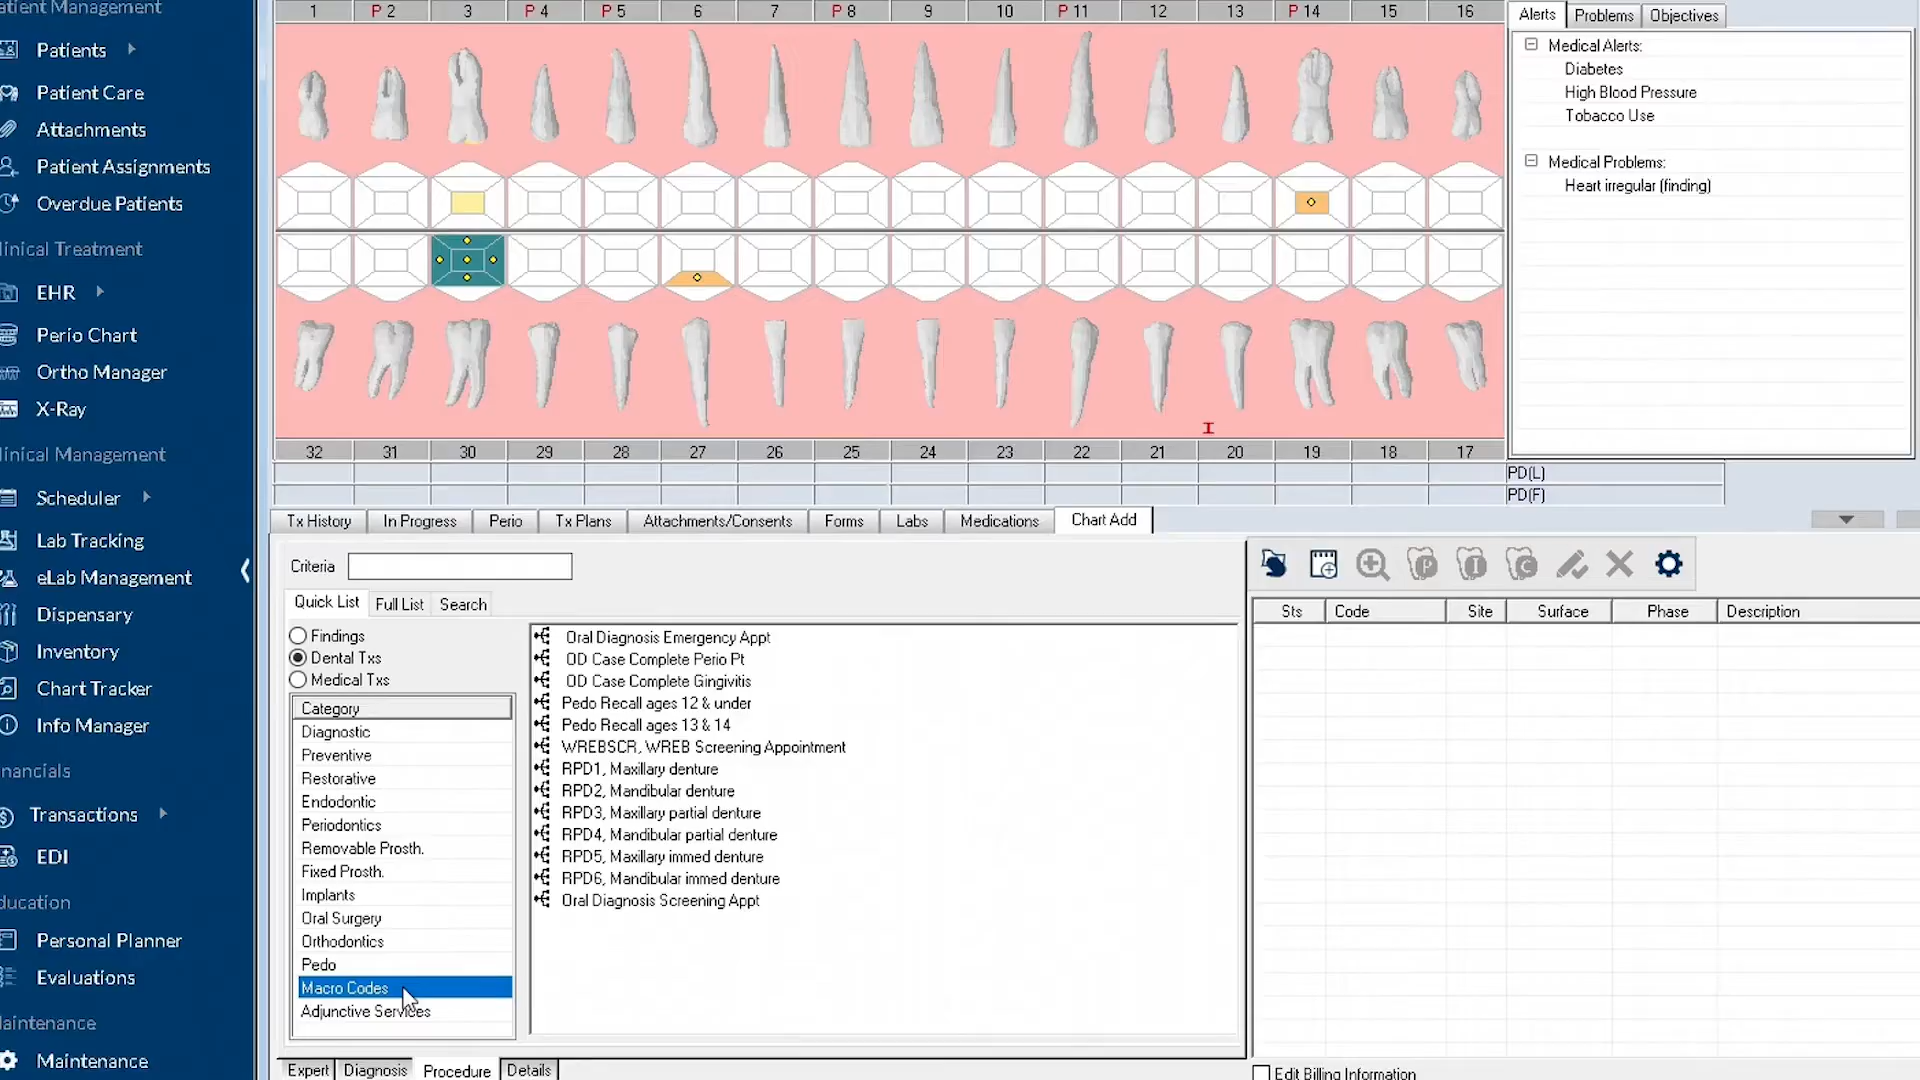 atient Management
Patients
Patient Care
Attachments
Patient Assignments
Overdue Patients
linical Treatment
EHR
Perio Chart
Ortho Manager
X-Ray
linical Management
Scheduler
Lab Tracking
eLab Management
Dispensary
Inventory
Chart Tracker
Info Manager
nancials
Transactions
EDI
ducation
Personal Planner
Evaluations
aintenance
Maintenance
1 P 2 3 P 4 P 5 6 7 P 8 9 10 P 11 12 13 P 14 15 16
I
32 31 30 29 28 27 26 25 24 23 22 21 20 19 18 17
PD(L)
PD(F)
Alerts Problems Objectives
Medical Alerts:
Diabetes
High Blood Pressure
Tobacco Use
Medical Problems:
Heart irregular (finding)
Tx History In Progress Perio Tx Plans Attachments/Consents Forms Labs Medications Chart Add
Criteria
Quick List Full List Search
Findings
Dental Txs
Medical Txs
Category
Diagnostic
Preventive
Restorative
Endodontic
Periodontics
Removable Prosth.
Fixed Prosth.
Implants
Oral Surgery
Orthodontics
Pedo
Macro Codes
Adjunctive Services
Oral Diagnosis Emergency Appt
OD Case Complete Perio Pt
OD Case Complete Gingivitis
Pedo Recall ages 12 & under
Pedo Recall ages 13 & 14
WREBSCR, WREB Screening Appointment
RPD1, Maxillary denture
RPD2, Mandibular denture
RPD3, Maxillary partial denture
RPD4, Mandibular partial denture
RPD5, Maxillary immed denture
RPD6, Mandibular immed denture
Oral Diagnosis Screening Appt
P I C
Sts Code Site Surface Phase Description
Expert Diagnosis Procedure Details
Edit Billing Information